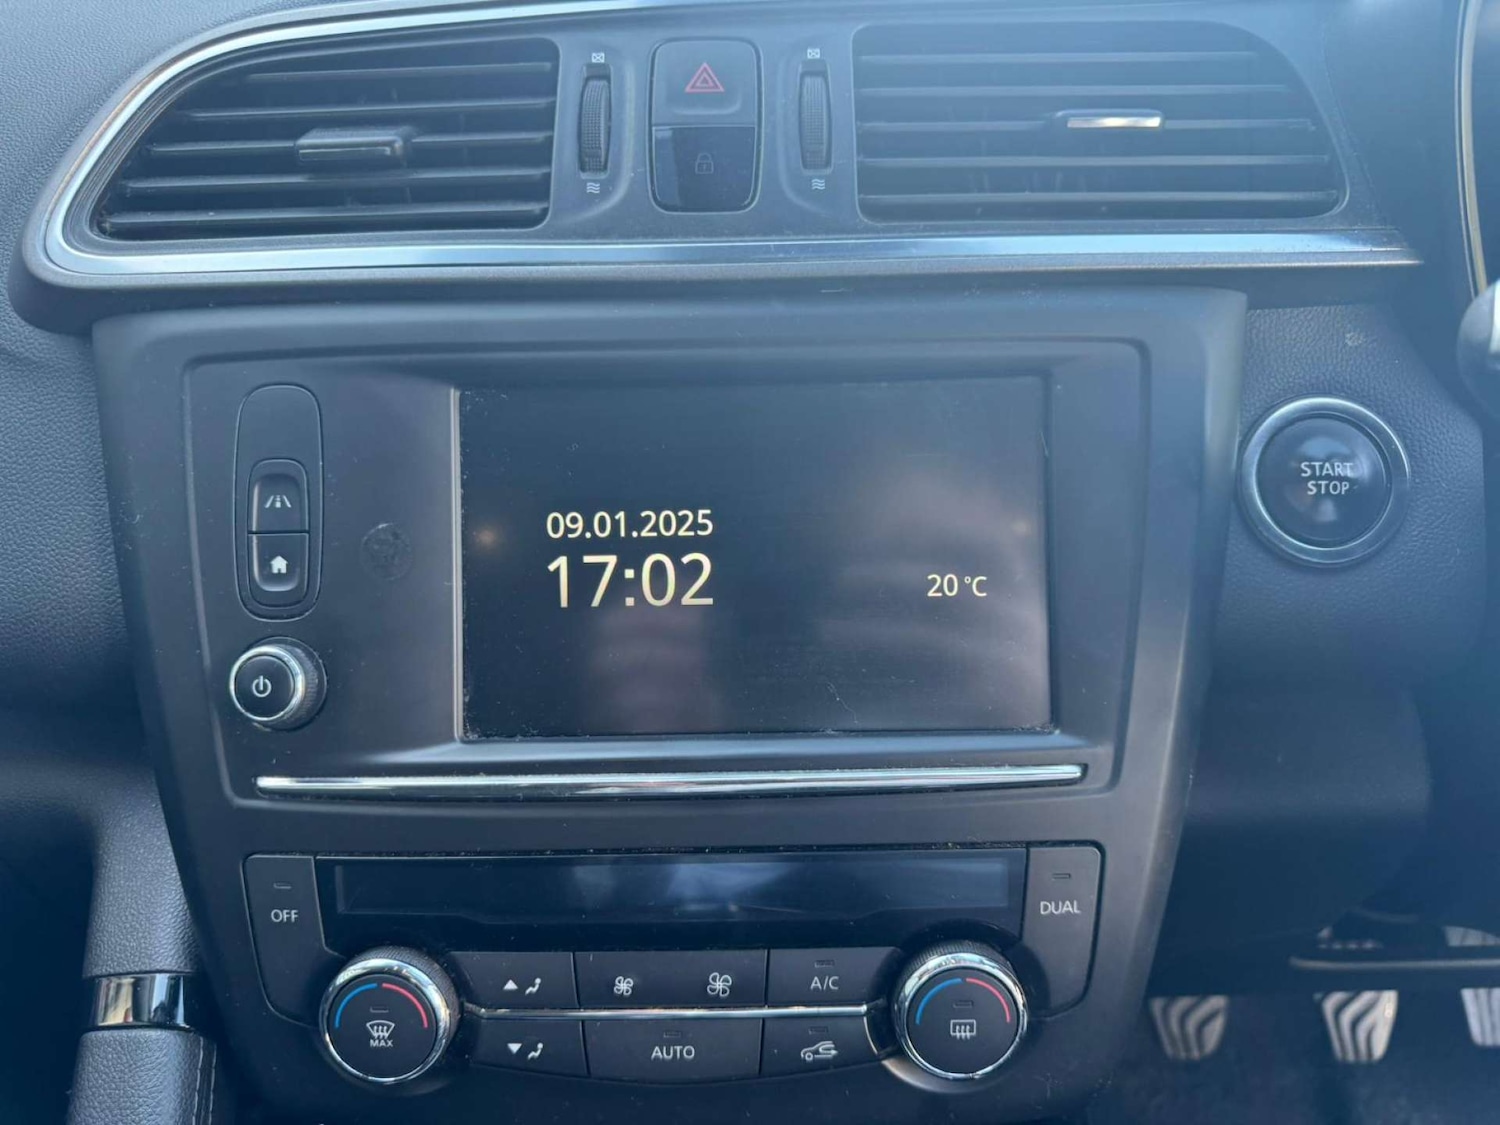 09.01.2025
17:02
20 °C
START
STOP
OFF
DUAL
A/C
MAX
AUTO